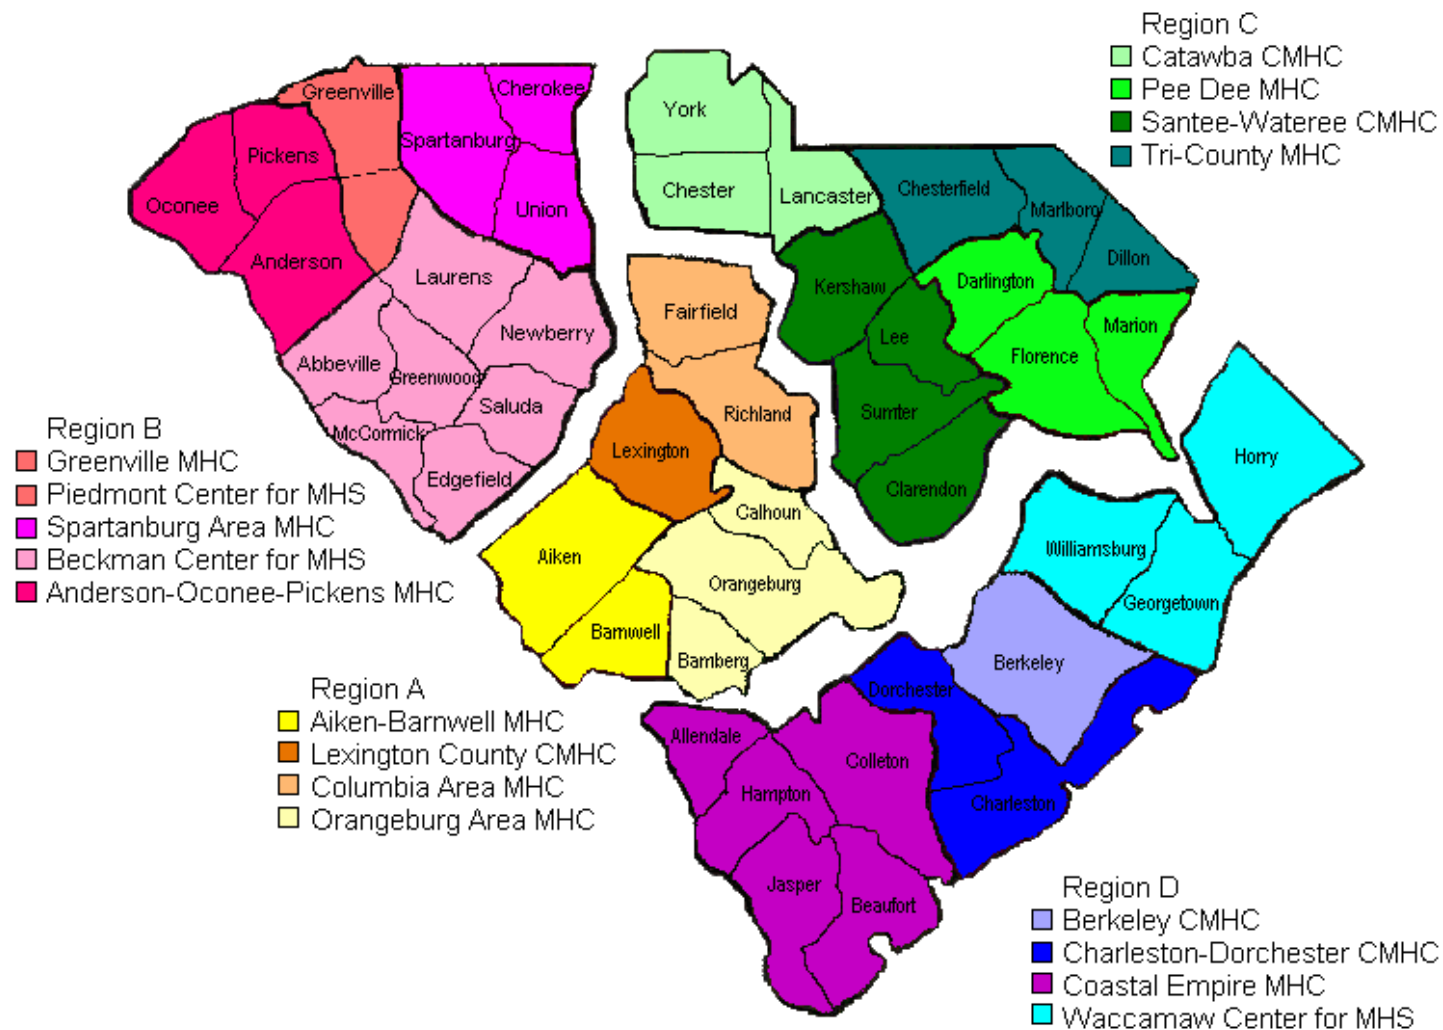 Region C
Catawba CMHC
Pee Dee MHC
Santee-Wateree CMHC
Tri-County MHC
Greenville
Cherokee
Spartanburg
Pickens
Oconee
Union
Anderson
Laurens
Newberry
Abbeville
Greenwood
Saluda
McCormick
Edgefield
York
Chester
Lancaster
Chesterfield
Marlboro
Dillon
Kershaw
Darlington
Lee
Marion
Florence
Sumter
Clarendon
Fairfield
Richland
Lexington
Calhoun
Aiken
Orangeburg
Barnwell
Bamberg
Horry
Williamsburg
Georgetown
Berkeley
Dorchester
Charleston
Allendale
Colleton
Hampton
Jasper
Beaufort
Region B
Greenville MHC
Piedmont Center for MHS
Spartanburg Area MHC
Beckman Center for MHS
Anderson-Oconee-Pickens MHC
Region A
Aiken-Barnwell MHC
Lexington County CMHC
Columbia Area MHC
Orangeburg Area MHC
Region D
Berkeley CMHC
Charleston-Dorchester CMHC
Coastal Empire MHC
Waccamaw Center for MHS